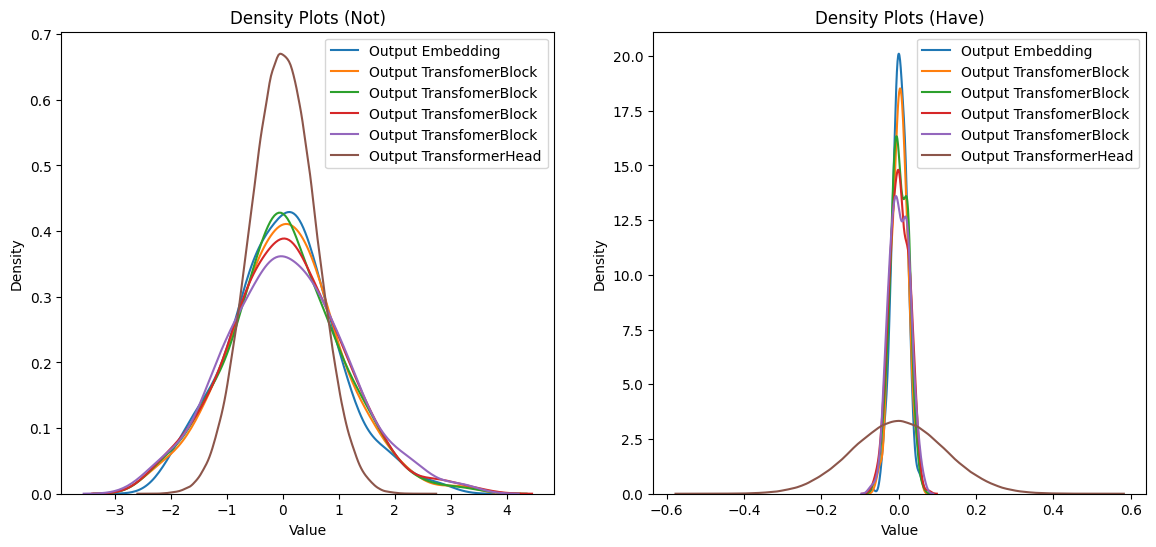 Density Plots (Not)
Density
0.7
0.6
0.5
0.4
0.3
0.2
0.1
0.0
−3
−2
−1
0
1
2
3
4
Value
Output Embedding
Output TransfomerBlock
Output TransfomerBlock
Output TransfomerBlock
Output TransfomerBlock
Output TransformerHead
Density Plots (Have)
Density
20.0
17.5
15.0
12.5
10.0
7.5
5.0
2.5
0.0
−0.6
−0.4
−0.2
0.0
0.2
0.4
0.6
Value
Output Embedding
Output TransfomerBlock
Output TransfomerBlock
Output TransfomerBlock
Output TransfomerBlock
Output TransformerHead